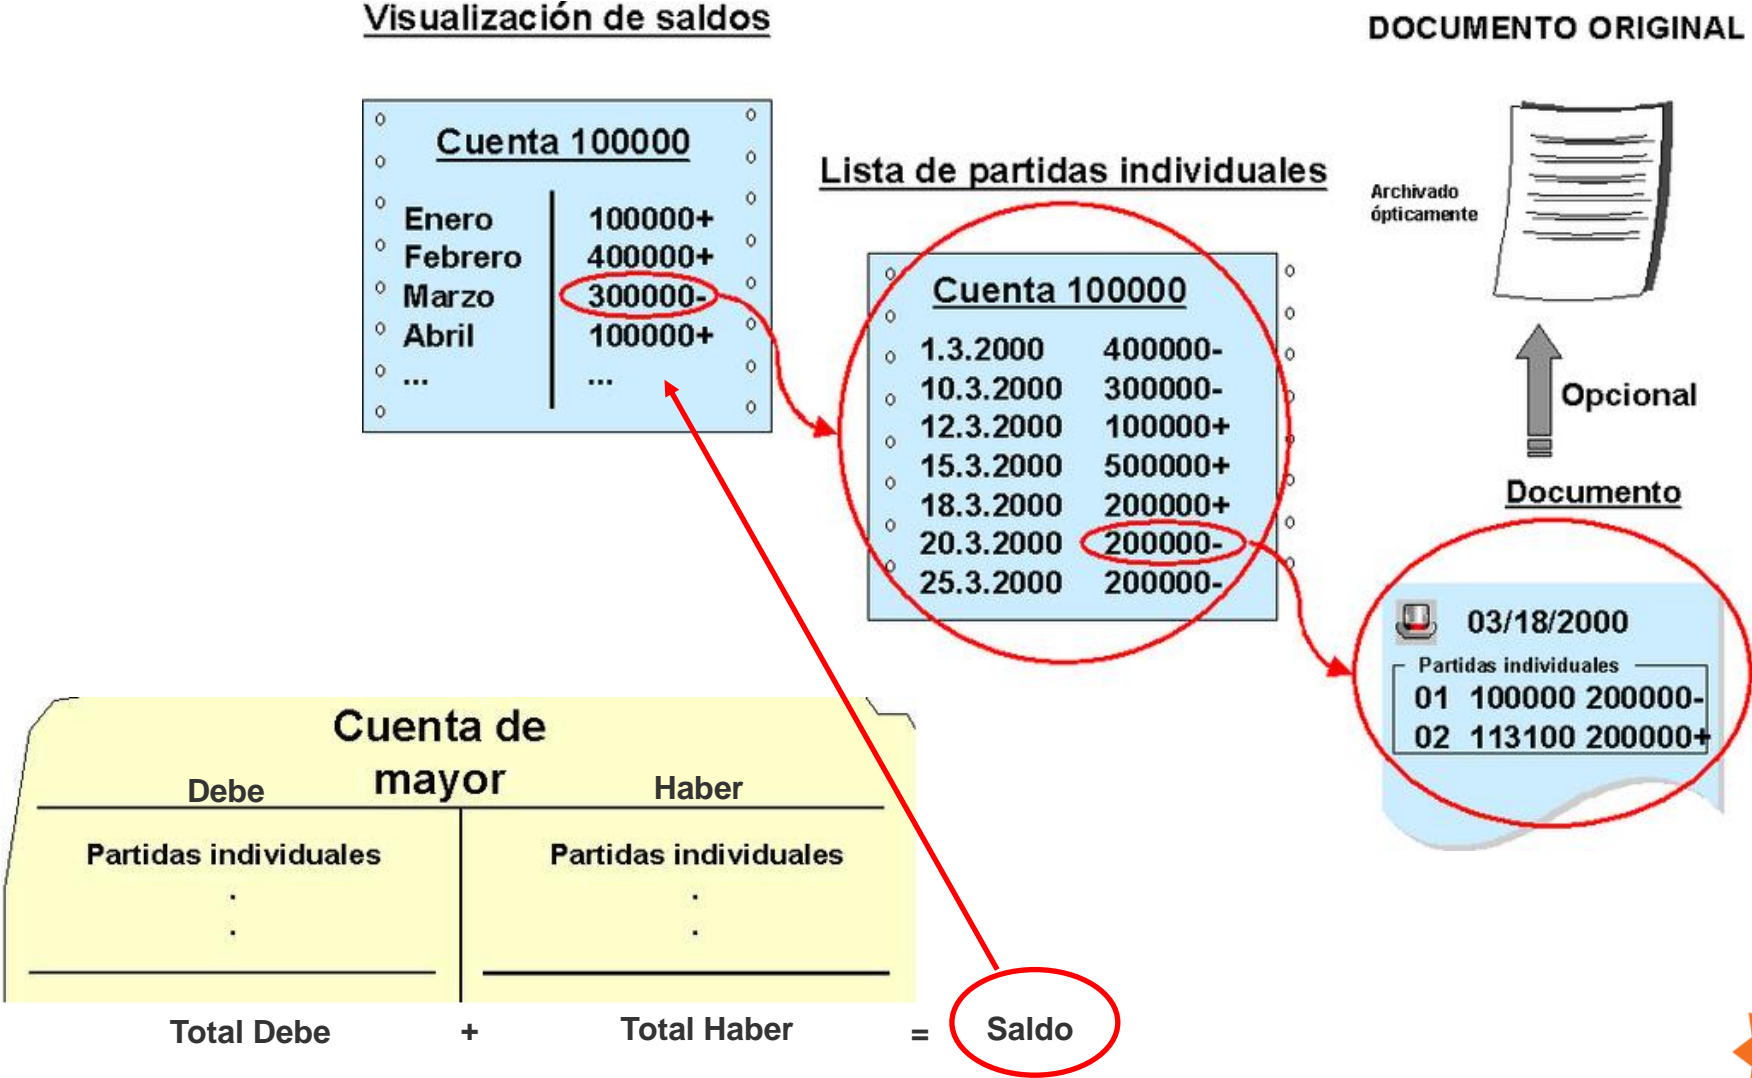 Visualización de saldos
DOCUMENTO ORIGINAL
Cuenta 100000
Enero 100000+
Febrero 400000+
Marzo 300000-
Abril 100000+
... ...
Lista de partidas individuales
Cuenta 100000
1.3.2000 400000-
10.3.2000 300000-
12.3.2000 100000+
15.3.2000 500000+
18.3.2000 200000+
20.3.2000 200000-
25.3.2000 200000-
Archivado
ópticamente
Opcional
Documento
03/18/2000
Partidas individuales
01 100000 200000-
02 113100 200000+
Cuenta de
mayor
Debe Haber
Partidas individuales Partidas individuales
. .
. .
Total Debe + Total Haber = Saldo